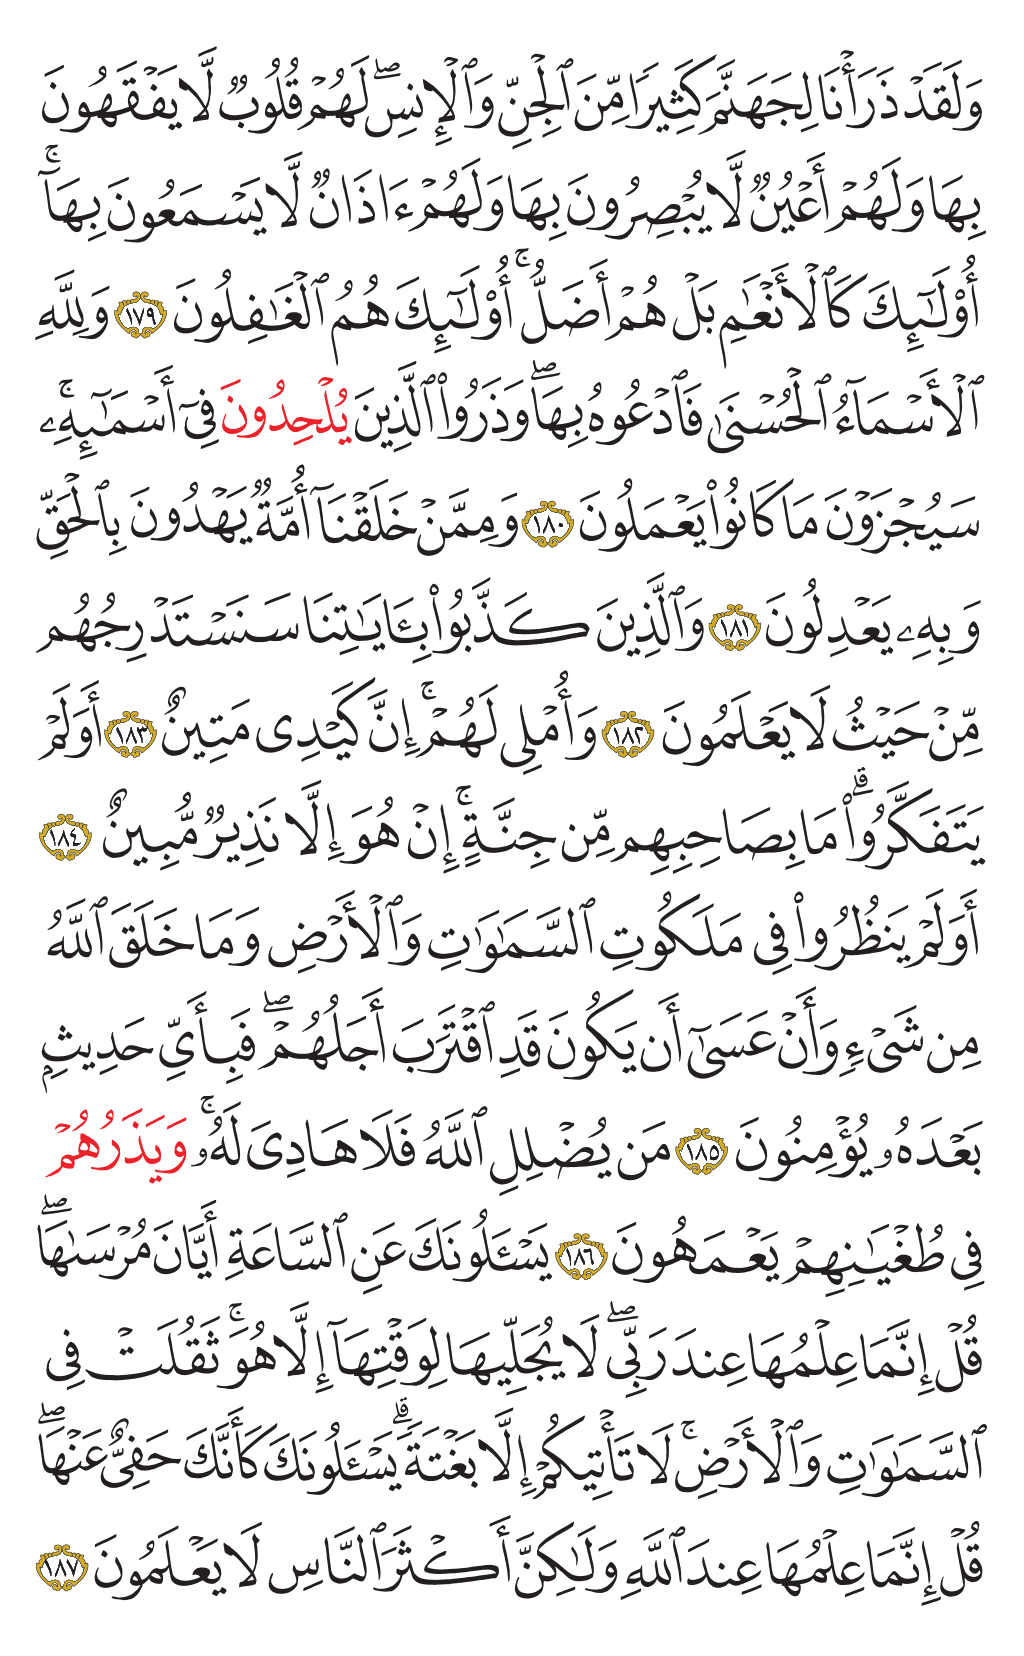 وَلَقَدْ ذَرَأْنَا لِجَهَنَّمَ كَثِيرًا مِّنَ ٱلْجِنِّ وَٱلْإِنسِۖ لَهُمْ قُلُوبٌ لَّا يَفْقَهُونَ
بِهَا وَلَهُمْ أَعْيُنٌ لَّا يُبْصِرُونَ بِهَا وَلَهُمْ ءَاذَانٌ لَّا يَسْمَعُونَ بِهَآۚ
أُوْلَٰٓئِكَ كَٱلْأَنْعَٰمِ بَلْ هُمْ أَضَلُّۚ أُوْلَٰٓئِكَ هُمُ ٱلْغَٰفِلُونَ ١٧٩ وَلِلَّهِ
ٱلْأَسْمَآءُ ٱلْحُسْنَىٰ فَٱدْعُوهُ بِهَاۖ وَذَرُواْ ٱلَّذِينَ يُلْحِدُونَ فِىٓ أَسْمَٰٓئِهِۦۚ
سَيُجْزَوْنَ مَا كَانُواْ يَعْمَلُونَ ١٨٠ وَمِمَّنْ خَلَقْنَآ أُمَّةٌ يَهْدُونَ بِٱلْحَقِّ
وَبِهِۦ يَعْدِلُونَ ١٨١ وَٱلَّذِينَ كَذَّبُواْ بِـَٔايَٰتِنَا سَنَسْتَدْرِجُهُم
مِّنْ حَيْثُ لَا يَعْلَمُونَ ١٨٢ وَأُمْلِى لَهُمْۚ إِنَّ كَيْدِى مَتِينٌ ١٨٣ أَوَلَمْ
يَتَفَكَّرُواْۗ مَا بِصَاحِبِهِم مِّن جِنَّةٍۚ إِنْ هُوَ إِلَّا نَذِيرٌ مُّبِينٌ ١٨٤
أَوَلَمْ يَنظُرُواْ فِى مَلَكُوتِ ٱلسَّمَٰوَٰتِ وَٱلْأَرْضِ وَمَا خَلَقَ ٱللَّهُ
مِن شَىْءٍ وَأَنْ عَسَىٰٓ أَن يَكُونَ قَدِ ٱقْتَرَبَ أَجَلُهُمْۖ فَبِأَىِّ حَدِيثٍۭ
بَعْدَهُۥ يُؤْمِنُونَ ١٨٥ مَن يُضْلِلِ ٱللَّهُ فَلَا هَادِىَ لَهُۥۚ وَيَذَرُهُمْ
فِى طُغْيَٰنِهِمْ يَعْمَهُونَ ١٨٦ يَسْـَٔلُونَكَ عَنِ ٱلسَّاعَةِ أَيَّانَ مُرْسَىٰهَاۖ
قُلْ إِنَّمَا عِلْمُهَا عِندَ رَبِّىۖ لَا يُجَلِّيهَا لِوَقْتِهَآ إِلَّا هُوَۚ ثَقُلَتْ فِى
ٱلسَّمَٰوَٰتِ وَٱلْأَرْضِۚ لَا تَأْتِيكُمْ إِلَّا بَغْتَةًۗ يَسْـَٔلُونَكَ كَأَنَّكَ حَفِىٌّ عَنْهَاۖ
قُلْ إِنَّمَا عِلْمُهَا عِندَ ٱللَّهِ وَلَٰكِنَّ أَكْثَرَ ٱلنَّاسِ لَا يَعْلَمُونَ ١٨٧